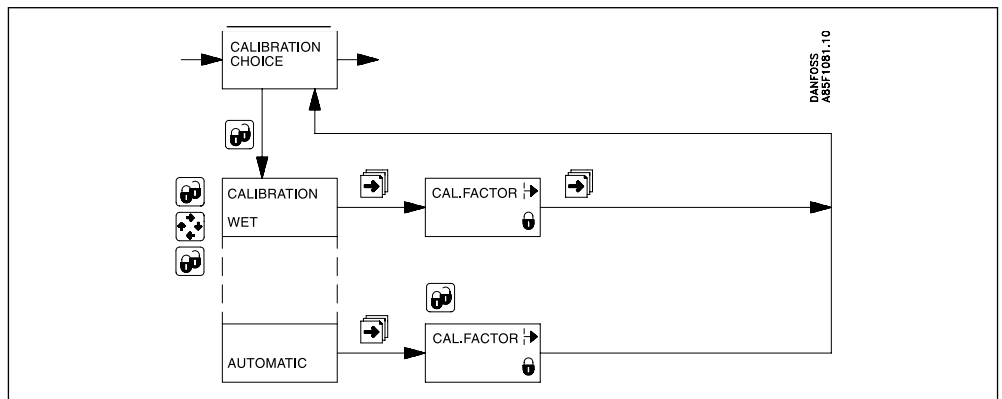 CALIBRATION
CHOICE
DANFOSS
A85F1081.10
CALIBRATION
WET
CAL.FACTOR
AUTOMATIC
CAL.FACTOR